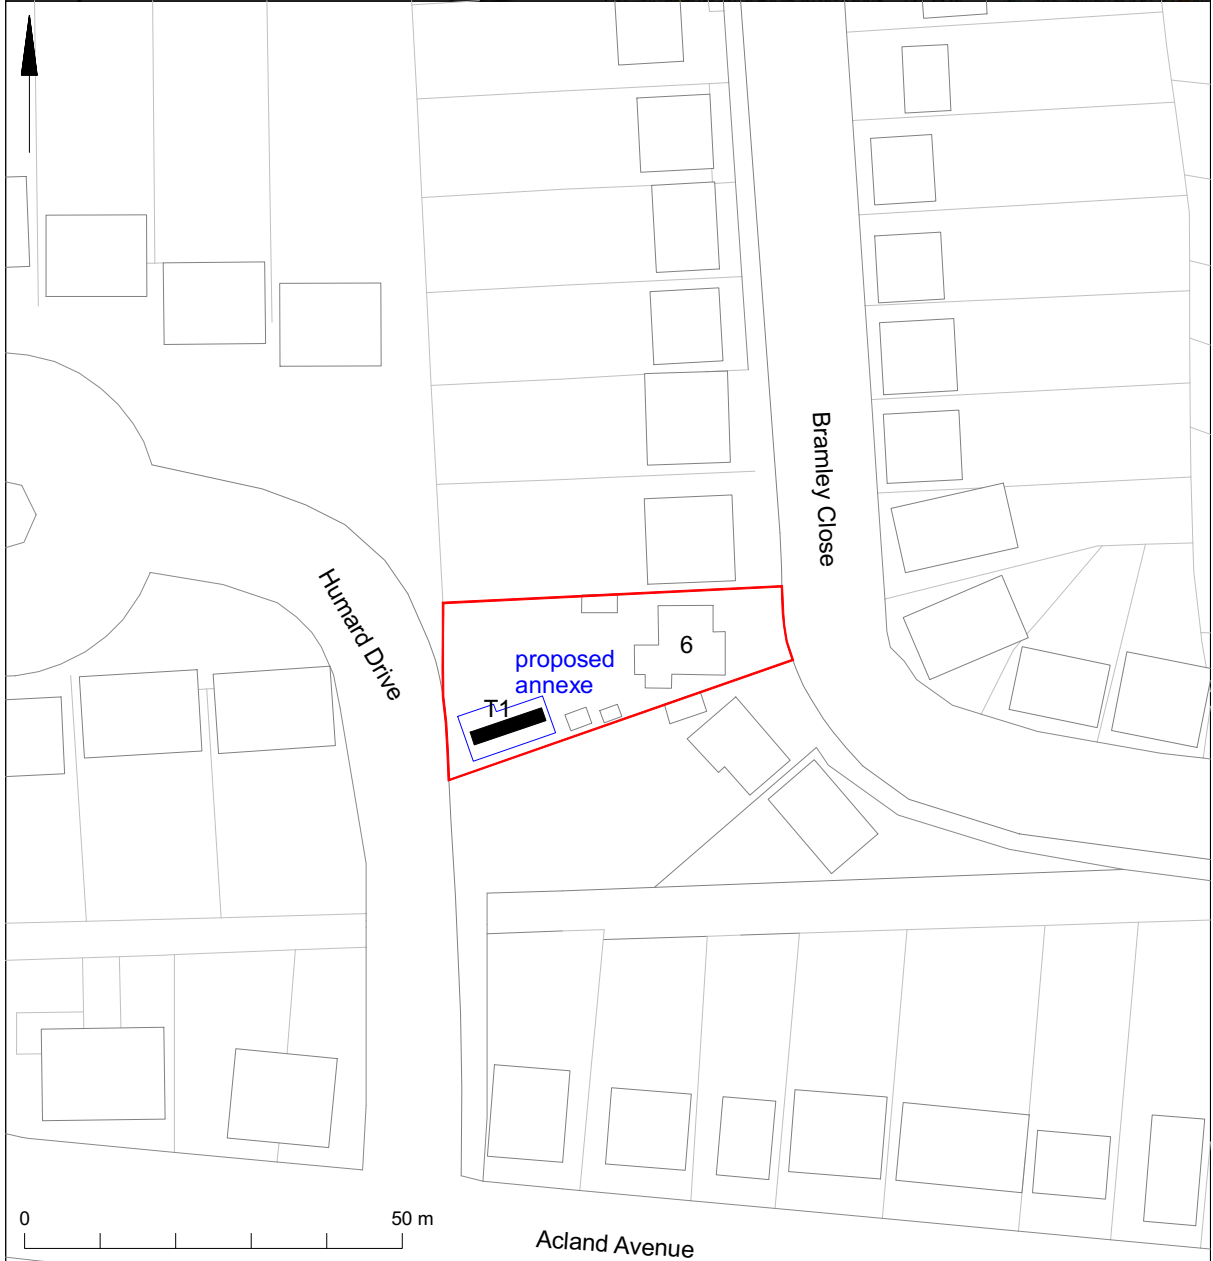 Bramley Close
Humard Drive
6
proposed
annexe
T1
0
50 m
Acland Avenue